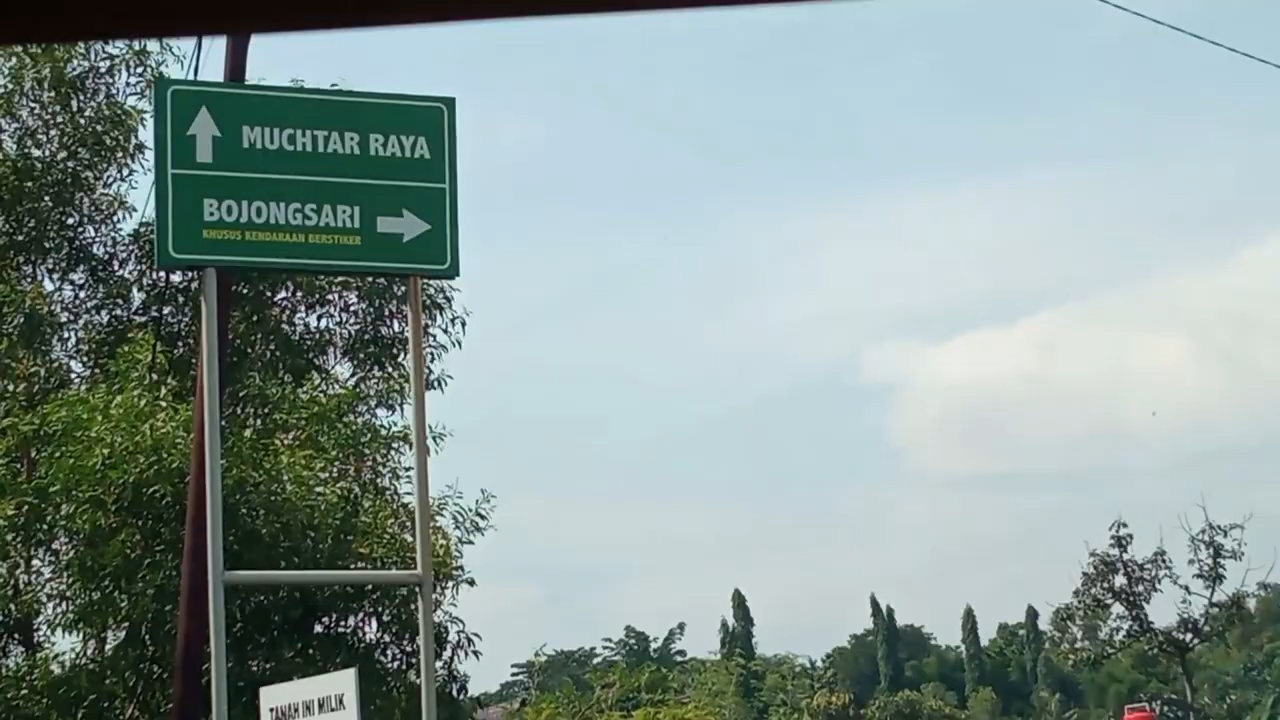 MUCHTAR RAYA
BOJONGSARI
KHUSUS KENDARAAN BERSTIKER
TANAH INI MILIK